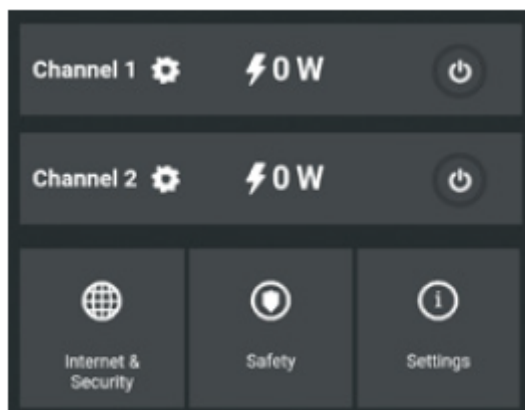 Channel 1 0 W
Channel 2 0 W
Internet &
Security
Safety
Settings